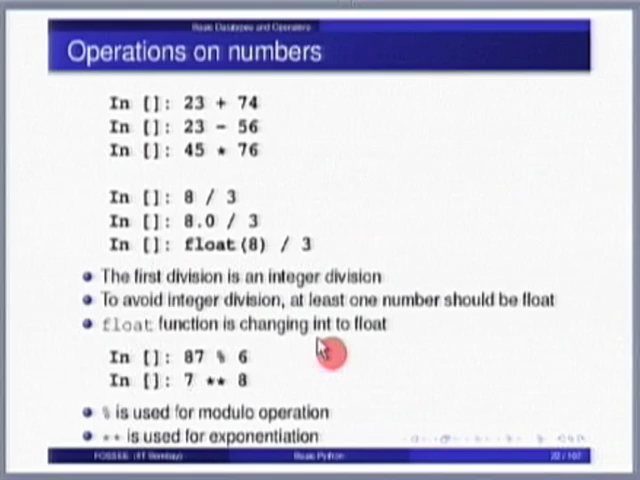 Basic Datatypes and Operators
Operations on numbers
In []: 23 + 74
In []: 23 - 56
In []: 45 * 76
In []: 8 / 3
In []: 8.0 / 3
In []: float(8) / 3
The first division is an integer division
To avoid integer division, at least one number should be float
float function is changing int to float
In []: 87 % 6
In []: 7 ** 8
% is used for modulo operation
** is used for exponentiation
FOSSEE (IIT Bombay)
Basic Python
22 / 107